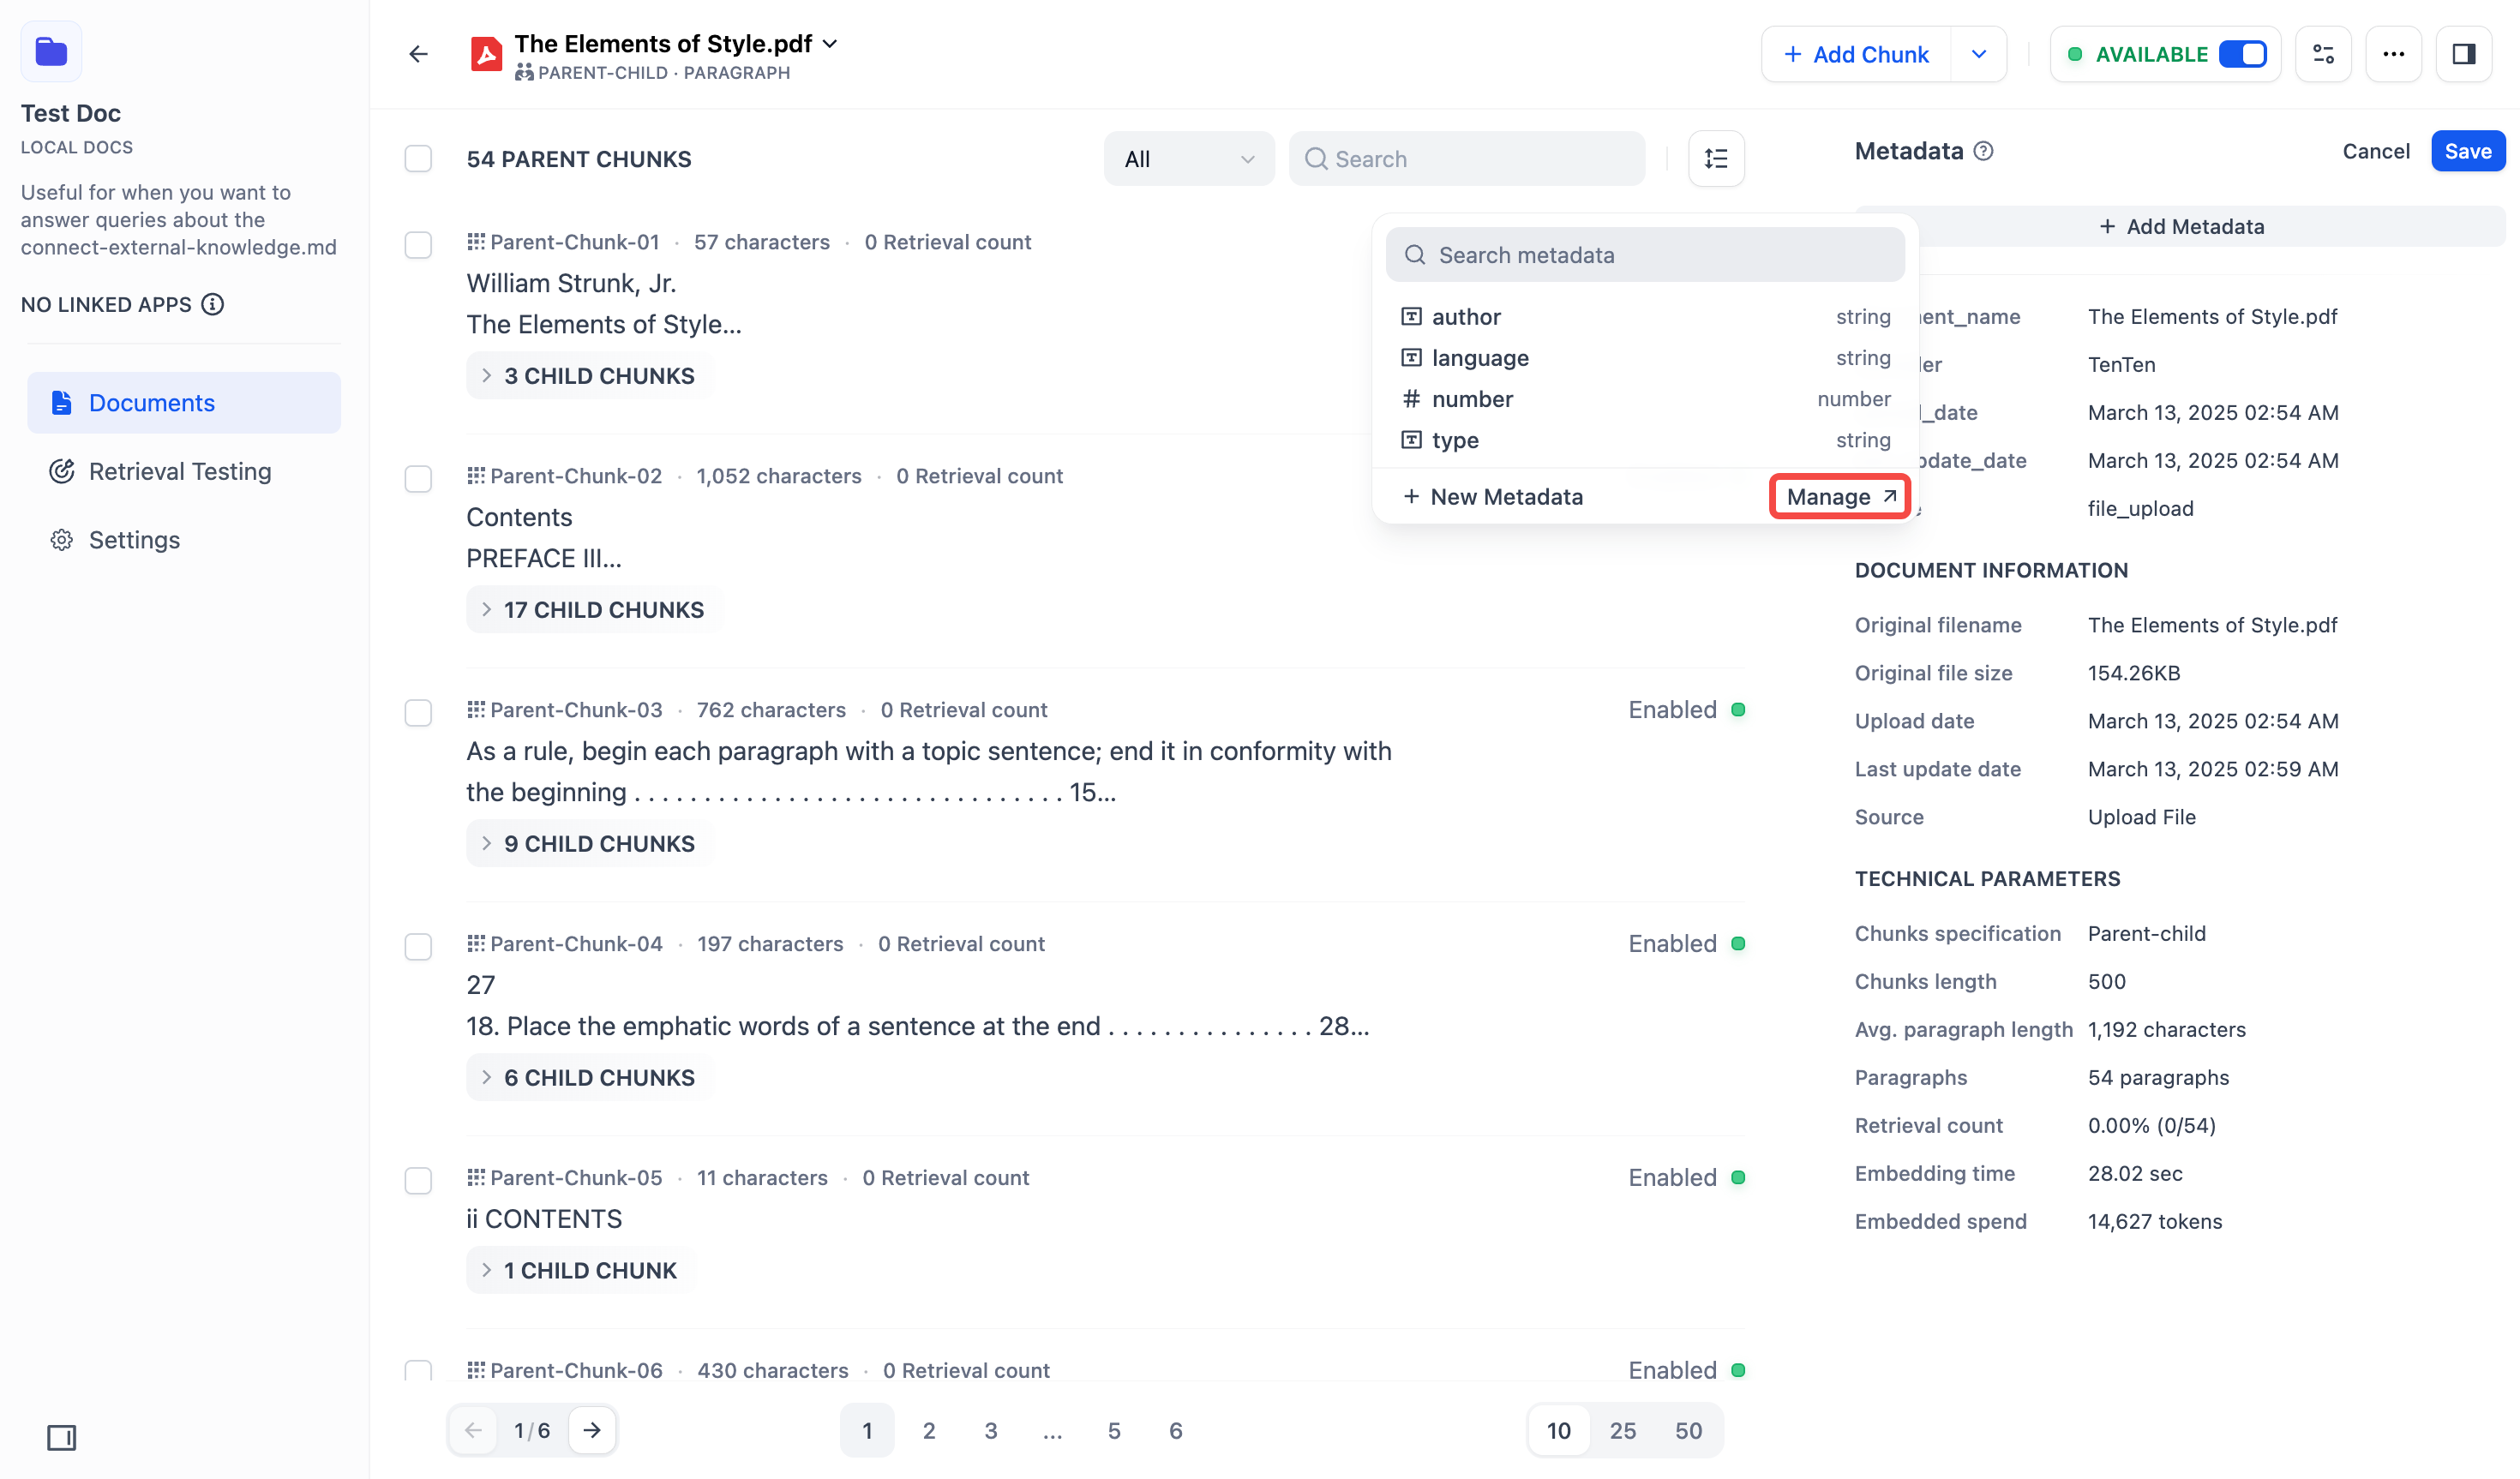 Test Doc
LOCAL DOCS
Useful for when you want to
answer queries about the
connect-external-knowledge.md
NO LINKED APPS
Documents
Retrieval Testing
Settings
The Elements of Style.pdf
PARENT-CHILD · PARAGRAPH
+ Add Chunk
AVAILABLE
54 PARENT CHUNKS
All
Search
Parent-Chunk-01 · 57 characters · 0 Retrieval count
William Strunk, Jr.
The Elements of Style...
3 CHILD CHUNKS
Parent-Chunk-02 · 1,052 characters · 0 Retrieval count
Contents
PREFACE III...
17 CHILD CHUNKS
Parent-Chunk-03 · 762 characters · 0 Retrieval count
Enabled
As a rule, begin each paragraph with a topic sentence; end it in conformity with
the beginning . . . . . . . . . . . . . . . . . . . . . . . . . . . . . . . 15...
9 CHILD CHUNKS
Parent-Chunk-04 · 197 characters · 0 Retrieval count
Enabled
27
18. Place the emphatic words of a sentence at the end . . . . . . . . . . . . . . . 28...
6 CHILD CHUNKS
Parent-Chunk-05 · 11 characters · 0 Retrieval count
Enabled
ii CONTENTS
1 CHILD CHUNK
Parent-Chunk-06 · 430 characters · 0 Retrieval count
Enabled
1/6
1 2 3 ... 5 6
10 25 50
Search metadata
author string
language string
number number
type string
+ New Metadata
Manage
Metadata
Cancel
Save
+ Add Metadata
ent_name The Elements of Style.pdf
er TenTen
_date March 13, 2025 02:54 AM
pdate_date March 13, 2025 02:54 AM
file_upload
DOCUMENT INFORMATION
Original filename The Elements of Style.pdf
Original file size 154.26KB
Upload date March 13, 2025 02:54 AM
Last update date March 13, 2025 02:59 AM
Source Upload File
TECHNICAL PARAMETERS
Chunks specification Parent-child
Chunks length 500
Avg. paragraph length 1,192 characters
Paragraphs 54 paragraphs
Retrieval count 0.00% (0/54)
Embedding time 28.02 sec
Embedded spend 14,627 tokens